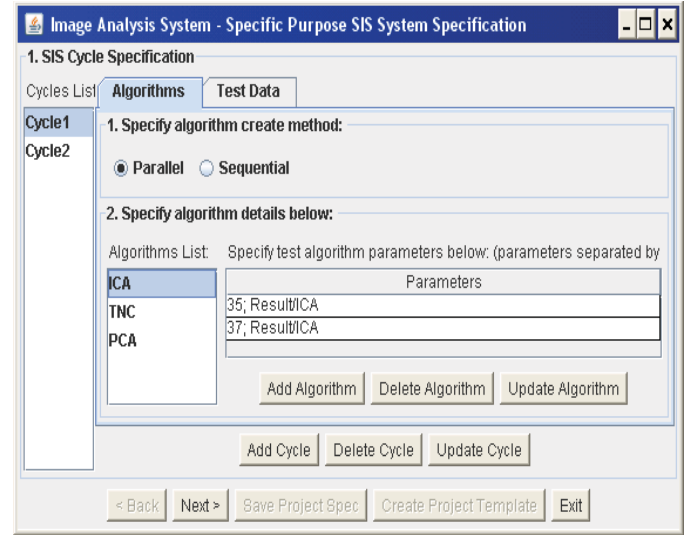 Image Analysis System - Specific Purpose SIS System Specification
1. SIS Cycle Specification
Cycles List
Algorithms
Test Data
Cycle1
Cycle2
1. Specify algorithm create method:
Parallel
Sequential
2. Specify algorithm details below:
Algorithms List:
Specify test algorithm parameters below: (parameters separated by
ICA
TNC
PCA
Parameters
35; Result/ICA
37; Result/ICA
Add Algorithm
Delete Algorithm
Update Algorithm
Add Cycle
Delete Cycle
Update Cycle
< Back
Next >
Save Project Spec
Create Project Template
Exit